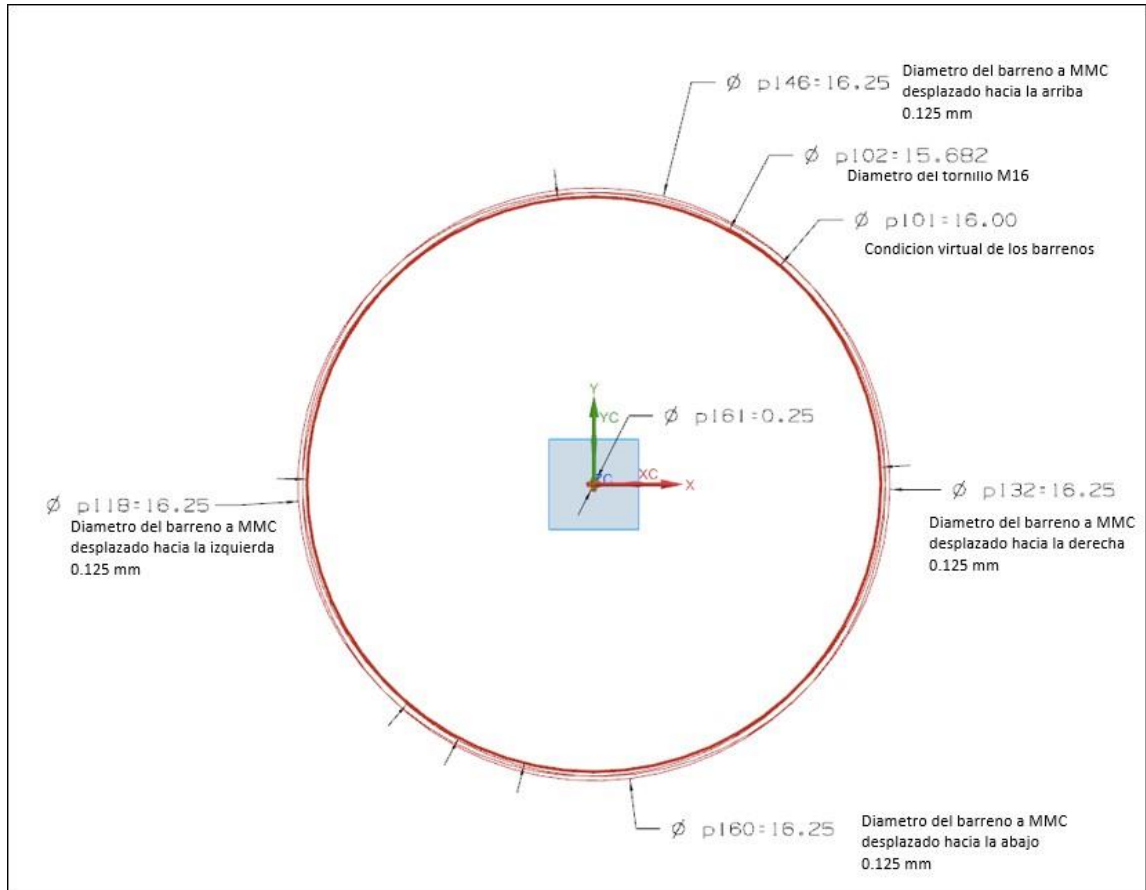 Ø p146=16.25
Diametro del barreno a MMC
desplazado hacia la arriba
0.125 mm
Ø p102=15.682
Diametro del tornillo M16
Ø p101=16.00
Condicion virtual de los barrenos
Y
YC
Ø p161=0.25
ZC
XC
X
Ø p118=16.25
Diametro del barreno a MMC
desplazado hacia la izquierda
0.125 mm
Ø p132=16.25
Diametro del barreno a MMC
desplazado hacia la derecha
0.125 mm
Ø p160=16.25
Diametro del barreno a MMC
desplazado hacia la abajo
0.125 mm